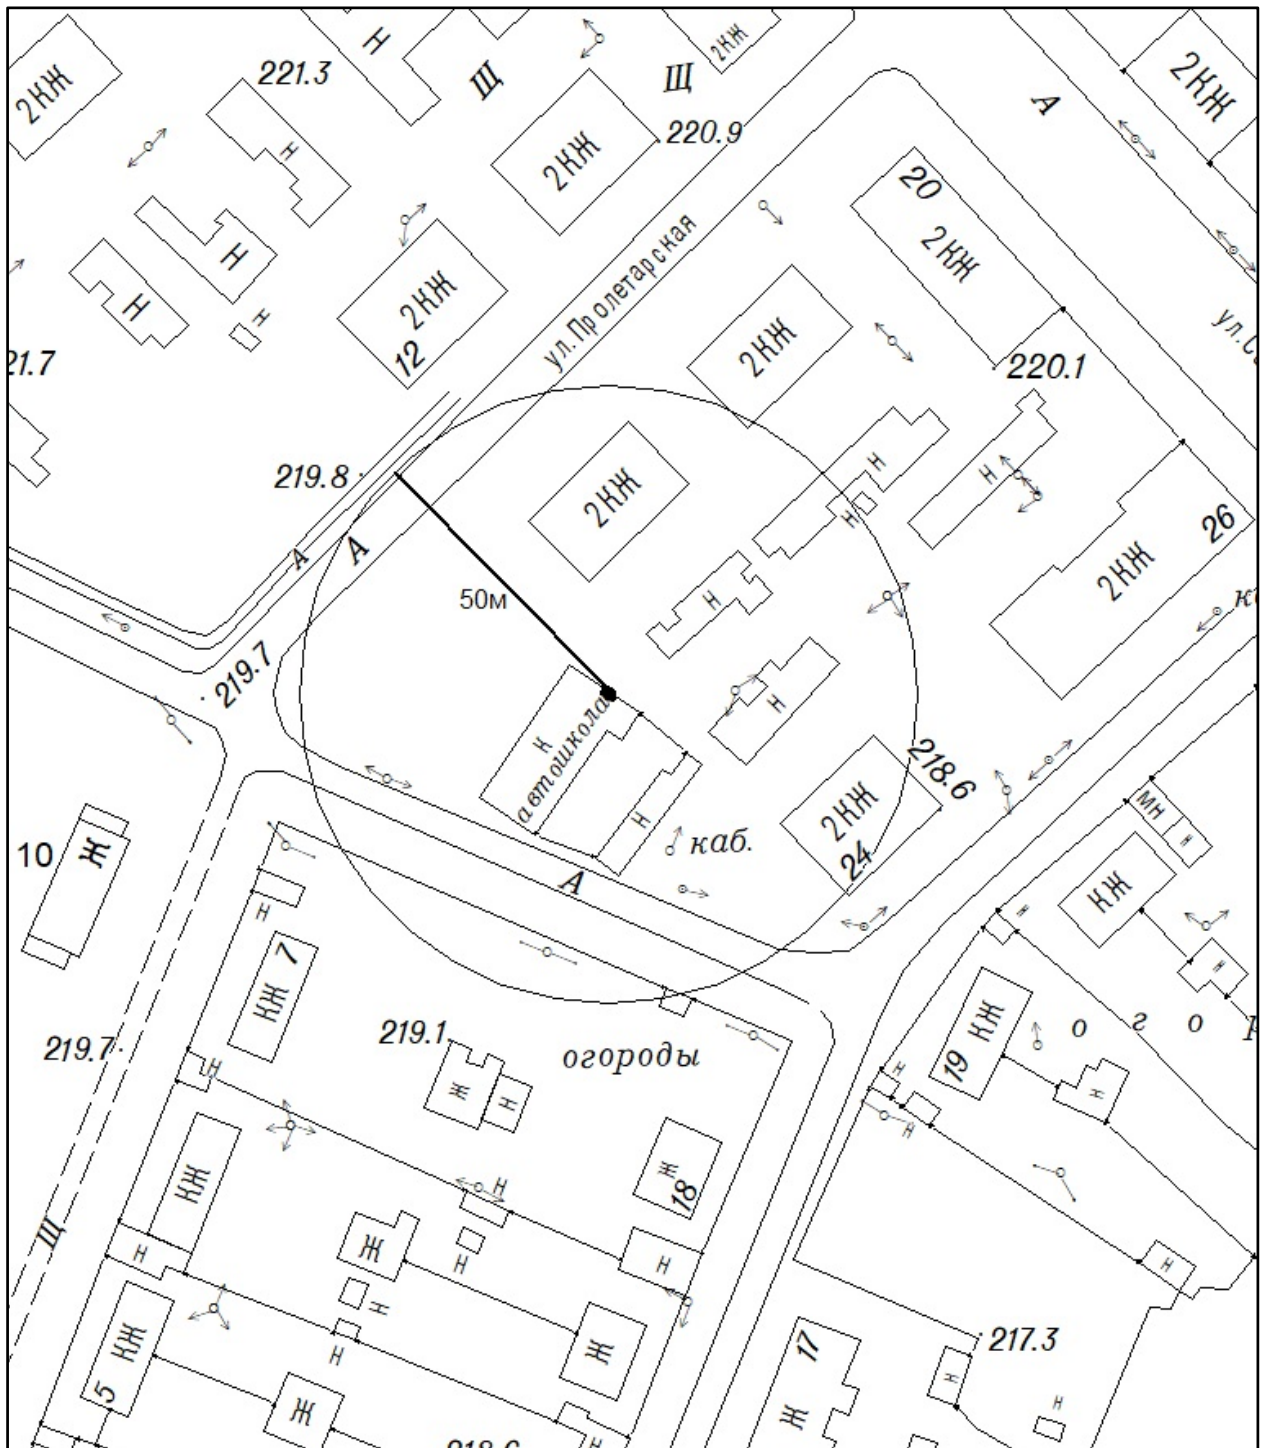 Н
2КЖ
2КЖ
221.3
Щ
Щ
А
2КЖ
220.9
Н
2КЖ
20
2КЖ
Н
ул.Пролетарская
Н
2КЖ
12
Н
2КЖ
21.7
220.1
219.8
2КЖ
Н
Н
Н
26
А
А
2КЖ
50м
Н
219.7
Н
К
автошкола
218.6
Н
2КЖ
24
каб.
МН
Н
10
Ж
А
КЖ
Н
Н
7
КЖ
Н
219.7
219.1
огороды
КЖ
19
о г о р
Н
Ж
Н
Н
Н
Н
Ж
18
КЖ
Н
Щ
Н
Ж
Н
Н
Н
Н
КЖ
5
Н
Ж
17
217.3
Н
Ж
Ж
Н
218.6
Н